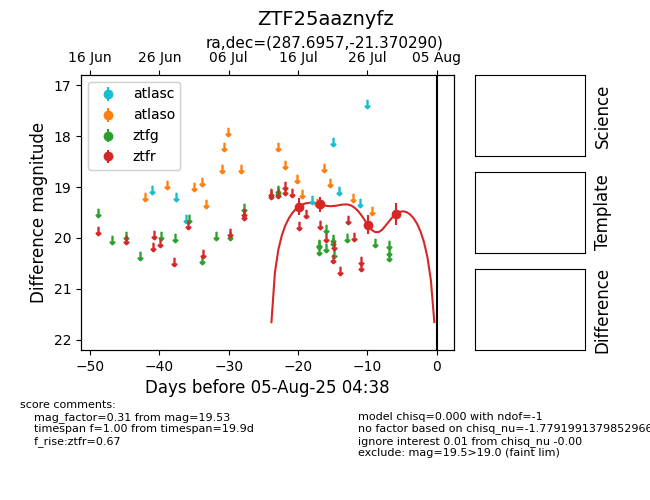 ZTF25aaznyfz
ra,dec=(287.6957,-21.370290)
16 Jun 26 Jun 06 Jul 16 Jul 26 Jul 05 Aug
atlasc
atlaso
ztfg
ztfr
17
18
19
20
21
22
Difference magnitude
−50 −40 −30 −20 −10 0
Days before 05-Aug-25 04:38
Science
Template
Difference
score comments:
mag_factor=0.31 from mag=19.53
timespan f=1.00 from timespan=19.9d
f_rise:ztfr=0.67
model chisq=0.000 with ndof=-1
no factor based on chisq_nu=-1.7791991379852966
ignore interest 0.01 from chisq_nu -0.00
exclude: mag=19.5>19.0 (faint lim)